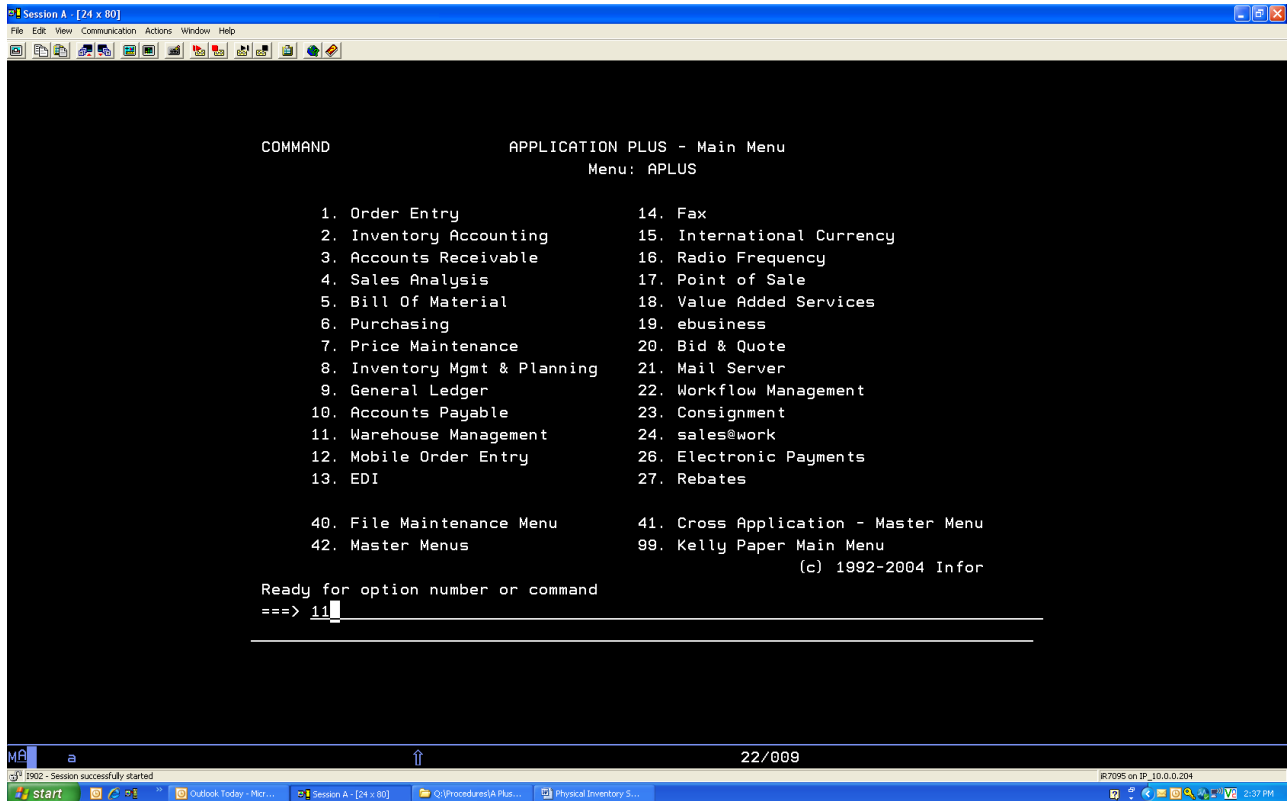 Session A - [24 x 80]
File Edit View Communication Actions Window Help
COMMAND APPLICATION PLUS - Main Menu
Menu: APLUS
1. Order Entry 14. Fax
2. Inventory Accounting 15. International Currency
3. Accounts Receivable 16. Radio Frequency
4. Sales Analysis 17. Point of Sale
5. Bill Of Material 18. Value Added Services
6. Purchasing 19. ebusiness
7. Price Maintenance 20. Bid & Quote
8. Inventory Mgmt & Planning 21. Mail Server
9. General Ledger 22. Workflow Management
10. Accounts Payable 23. Consignment
11. Warehouse Management 24. sales@work
12. Mobile Order Entry 26. Electronic Payments
13. EDI 27. Rebates
40. File Maintenance Menu 41. Cross Application - Master Menu
42. Master Menus 99. Kelly Paper Main Menu
(c) 1992-2004 Infor
Ready for option number or command
===> 11
MA a 22/009
I902 - Session successfully started iR7095 on IP_10.0.0.204
start Outlook Today - Micr... Session A - [24 x 80] Q:\Procedures\A Plus... Physical Inventory S... 2:37 PM